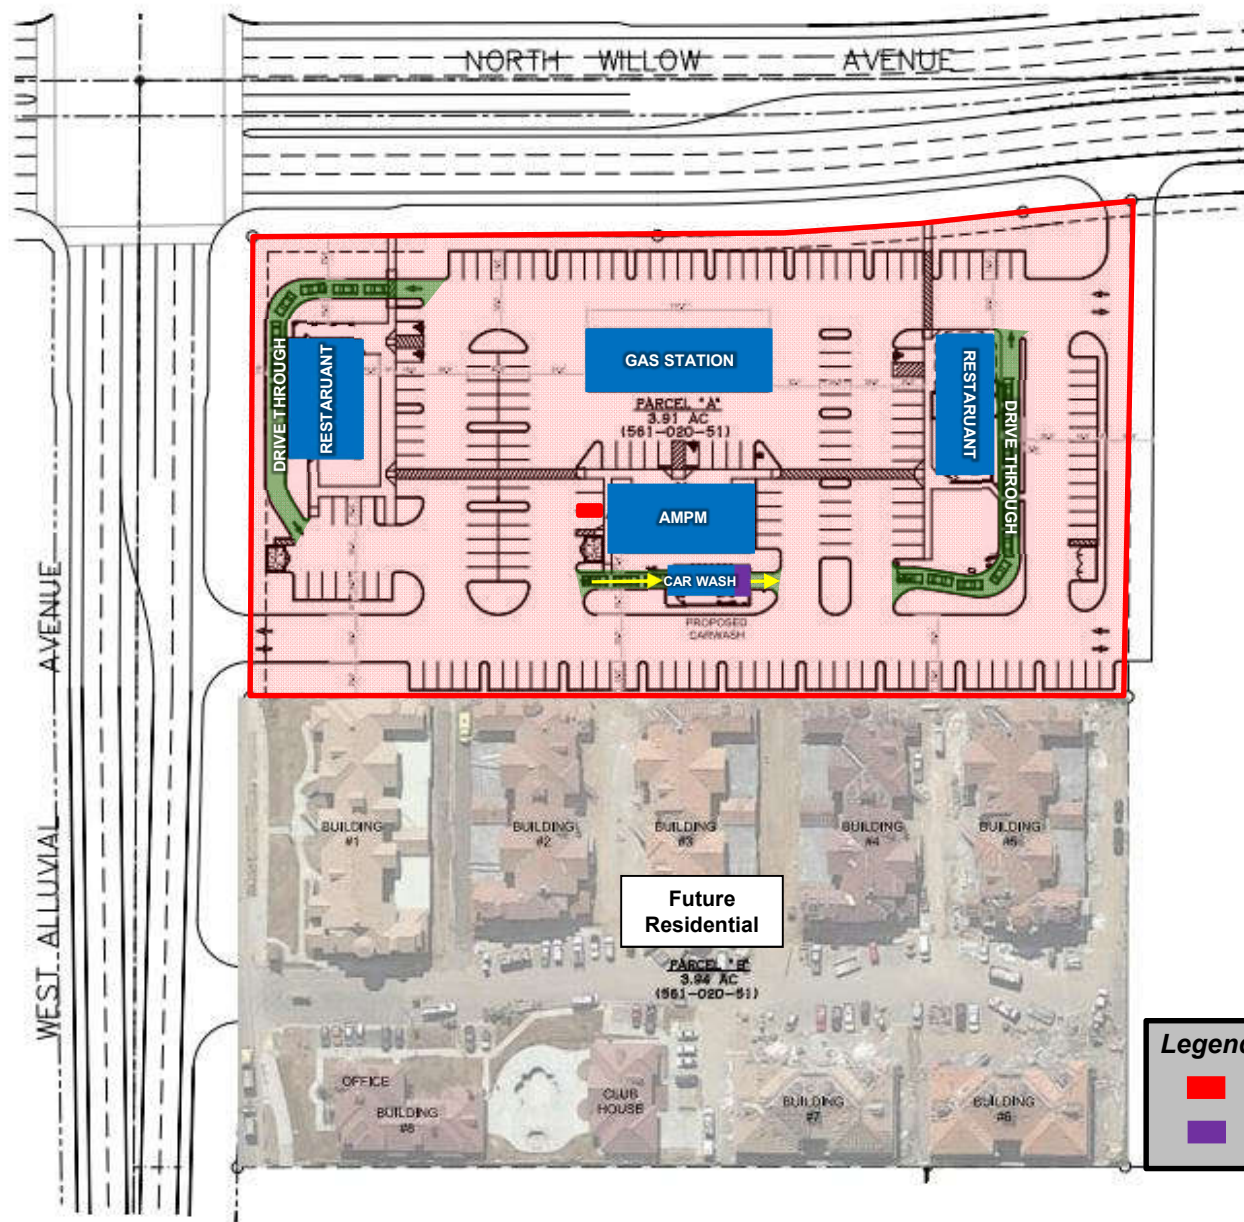 NORTH WILLOW AVENUE
WEST ALLUVIAL AVENUE
DRIVE THROUGH
RESTARUANT
GAS STATION
PARCEL "A"
3.91 AC
(561-020-51)
RESTARUANT
DRIVE THROUGH
AMPM
CAR WASH
PROPOSED
CARWASH
BUILDING
#1
BUILDING
#2
BUILDING
#3
BUILDING
#4
BUILDING
#5
Future
Residential
PARCEL "B"
3.94 AC
(561-020-51)
OFFICE
BUILDING
#8
CLUB
HOUSE
BUILDING
#7
BUILDING
#6
Legend